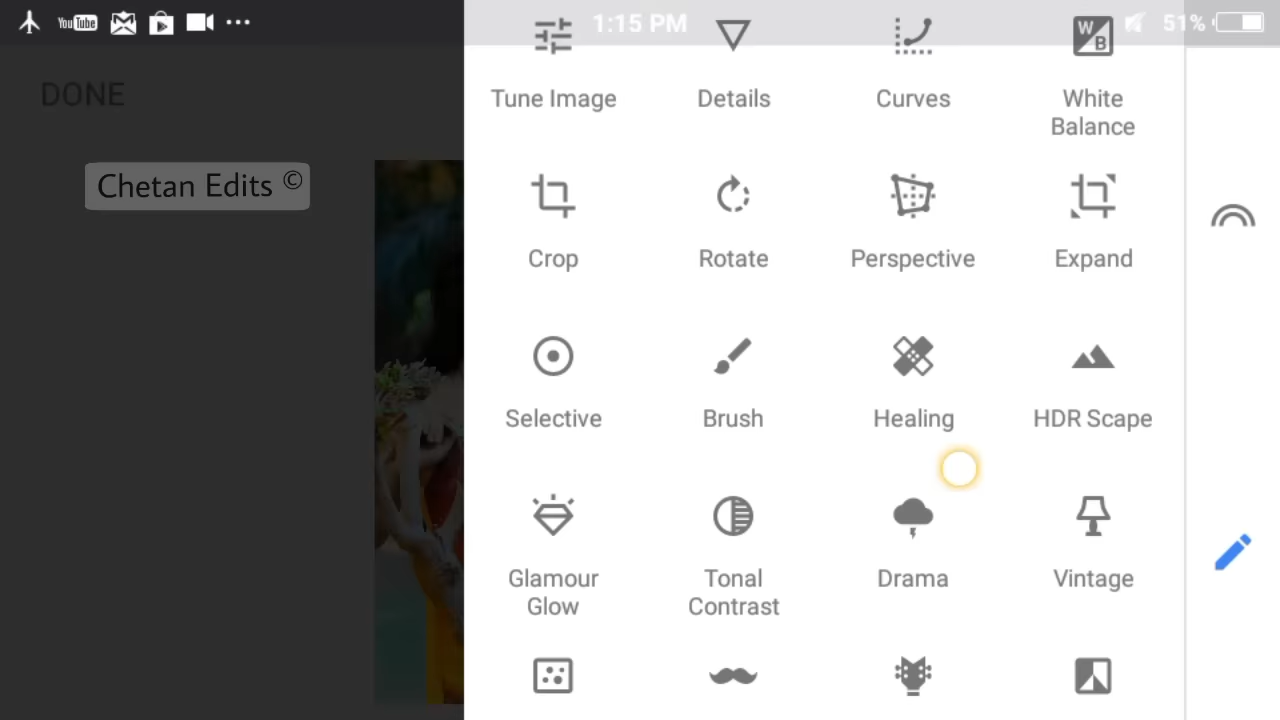 YouTube 1:15 PM 51%
DONE
Chetan Edits ©
Tune Image Details Curves White Balance
W B
Crop Rotate Perspective Expand
Selective Brush Healing HDR Scape
Glamour Glow Tonal Contrast Drama Vintage